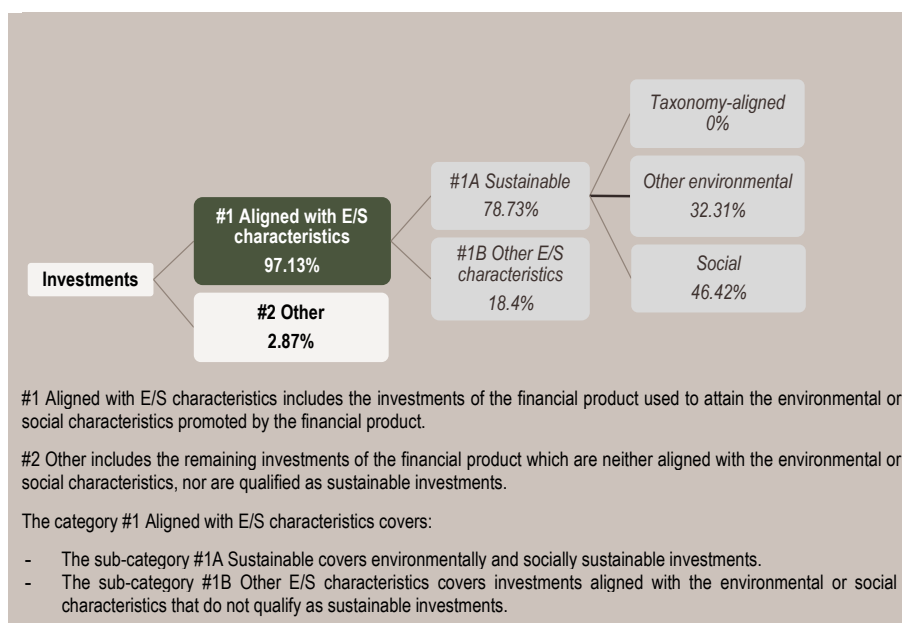 Taxonomy-aligned
0%
#1A Sustainable
78.73%
Other environmental
32.31%
#1 Aligned with E/S
characteristics
97.13%
#1B Other E/S
characteristics
18.4%
Social
46.42%
Investments
#2 Other
2.87%
#1 Aligned with E/S characteristics includes the investments of the financial product used to attain the environmental or
social characteristics promoted by the financial product.
#2 Other includes the remaining investments of the financial product which are neither aligned with the environmental or
social characteristics, nor are qualified as sustainable investments.
The category #1 Aligned with E/S characteristics covers:
- The sub-category #1A Sustainable covers environmentally and socially sustainable investments.
- The sub-category #1B Other E/S characteristics covers investments aligned with the environmental or social
characteristics that do not qualify as sustainable investments.